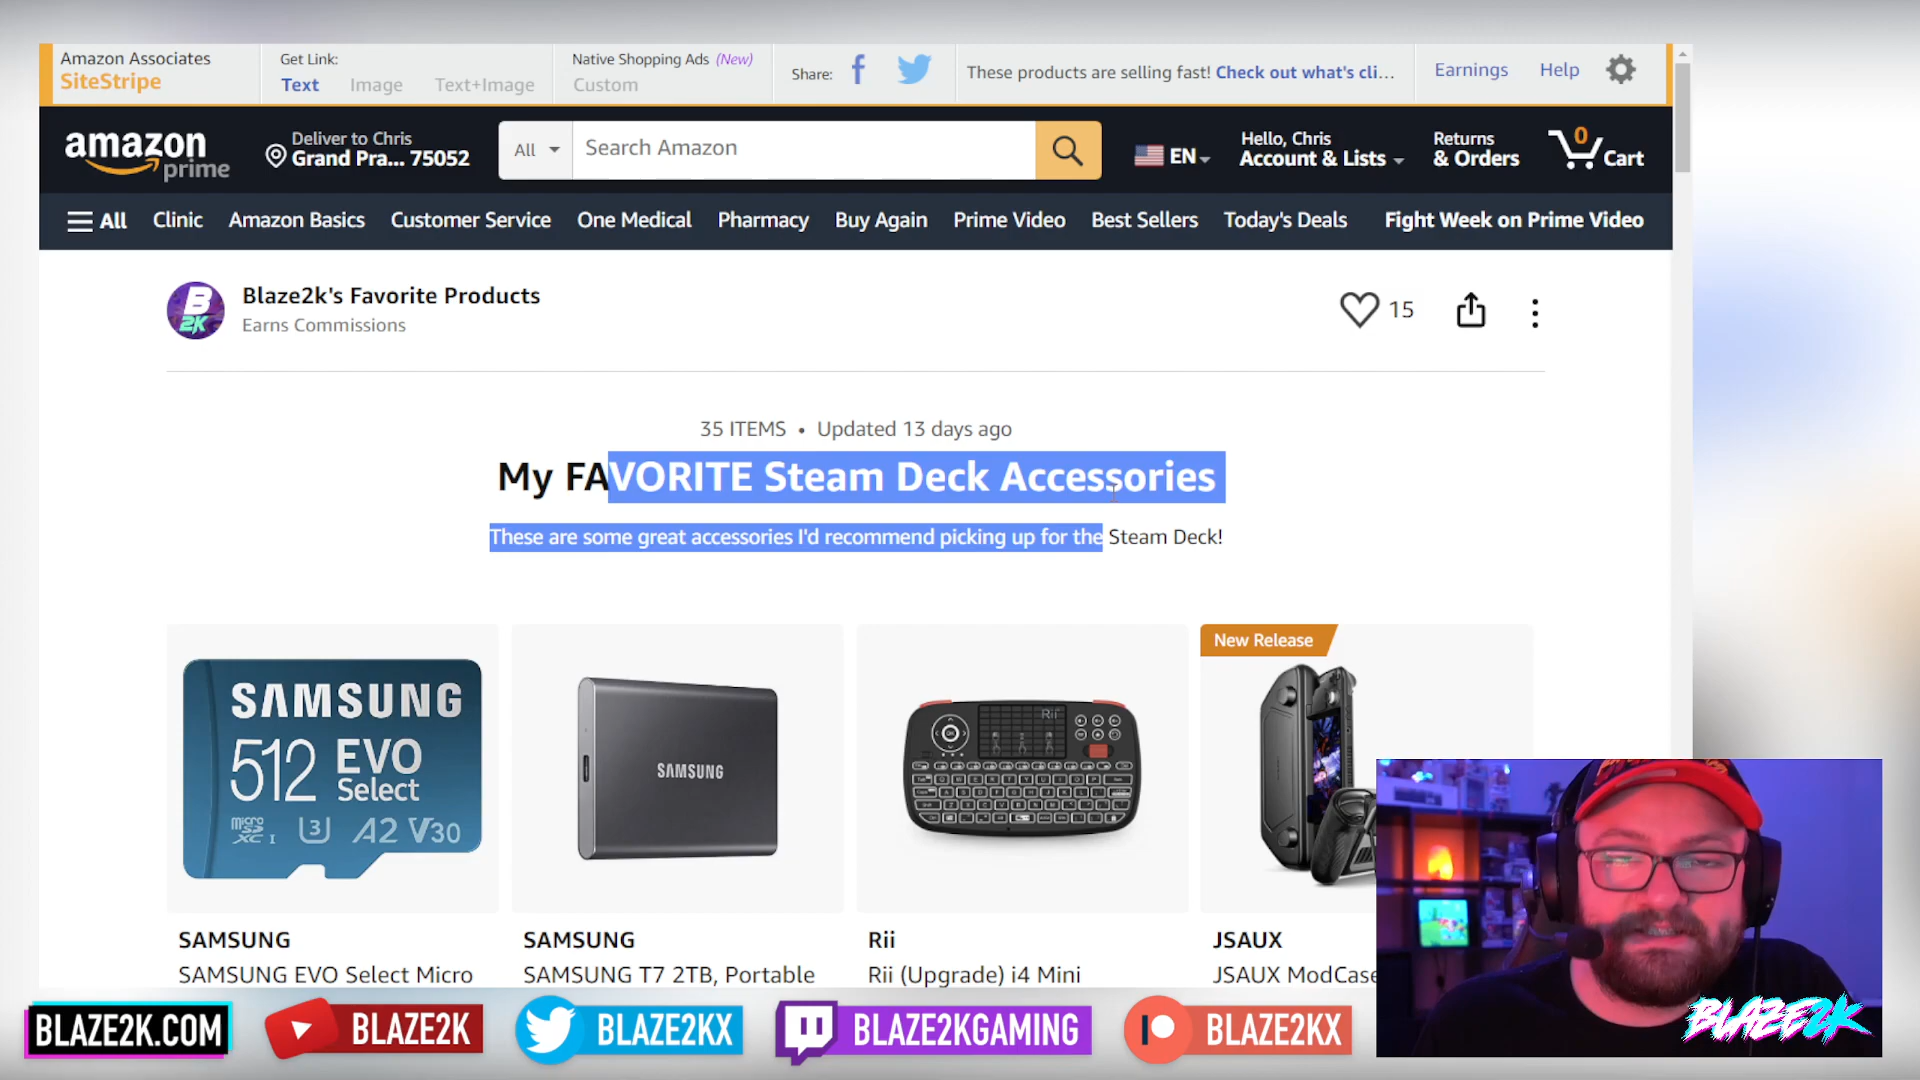 Amazon Associates
SiteStripe
Get Link:
Text Image Text+Image
Native Shopping Ads (New)
Custom
Share:
These products are selling fast! Check out what's cli...
Earnings
Help
amazon prime
Deliver to Chris
Grand Pra... 75052
All
Search Amazon
EN
Hello, Chris
Account & Lists
Returns
& Orders
0
Cart
All Clinic Amazon Basics Customer Service One Medical Pharmacy Buy Again Prime Video Best Sellers Today's Deals Fight Week on Prime Video
B
2K
Blaze2k's Favorite Products
Earns Commissions
15
35 ITEMS • Updated 13 days ago
My FAVORITE Steam Deck Accessories
These are some great accessories I'd recommend picking up for the Steam Deck!
SAMSUNG
512 EVO
Select
micro SD XC I U3 A2 V30
SAMSUNG
Rii
New Release
SAMSUNG
SAMSUNG EVO Select Micro
SAMSUNG
SAMSUNG T7 2TB, Portable
Rii
Rii (Upgrade) i4 Mini
JSAUX
JSAUX ModCase
BLAZE2K
BLAZE2K.COM
BLAZE2K
BLAZE2KX
BLAZE2KGAMING
BLAZE2KX